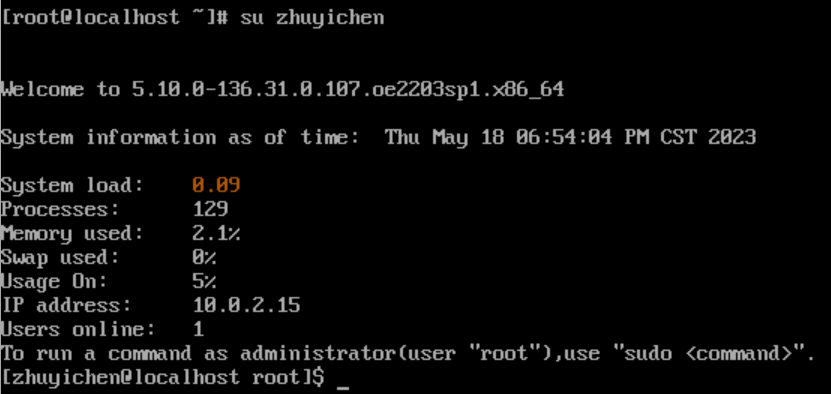 [root@localhost ~]# su zhuyichen
Welcome to 5.10.0-136.31.0.107.oe2203sp1.x86_64
System information as of time:  Thu May 18 06:54:04 PM CST 2023
System load:    0.09
Processes:      129
Memory used:    2.1%
Swap used:      0%
Usage On:       5%
IP address:     10.0.2.15
Users online:   1
To run a command as administrator(user "root"),use "sudo <command>".
[zhuyichen@localhost root]$ _